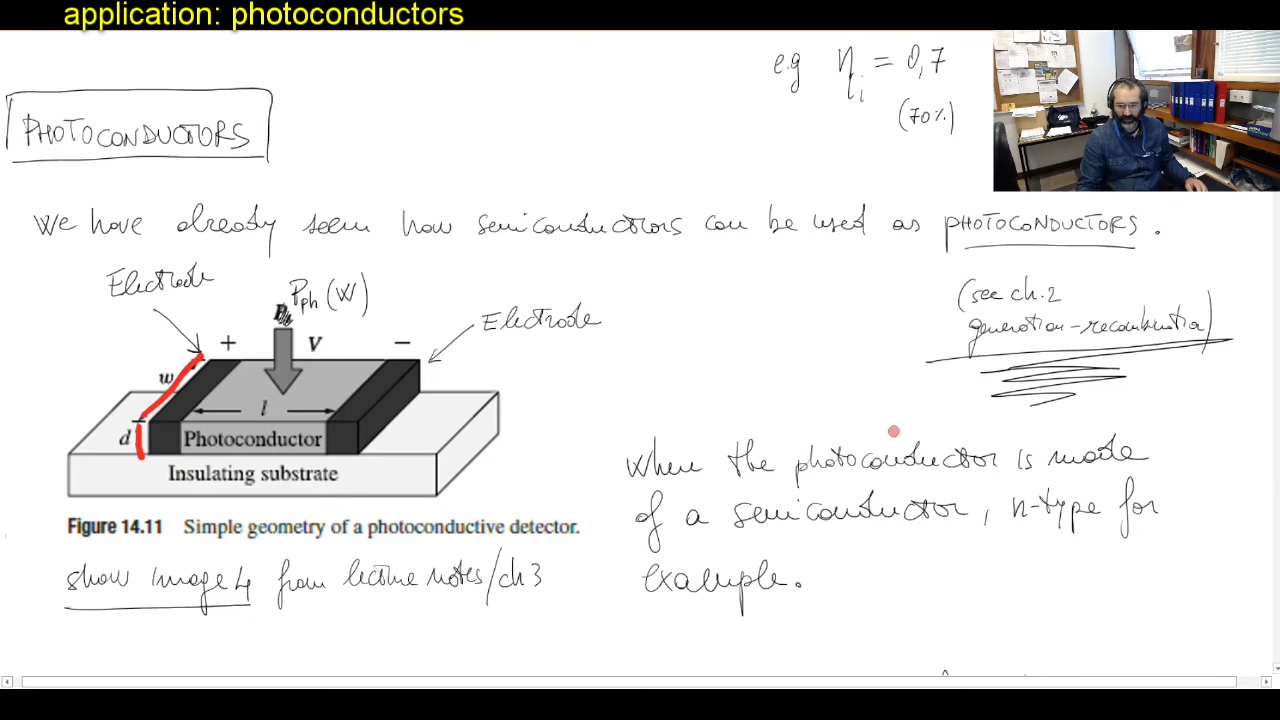 application: photoconductors
e.g η_i = 0,7
(70%)
PHOTOCONDUCTORS
We have already seem how semiconductors can be used as PHOTOCONDUCTORS.
Electrode
P_ph (W)
Electrode
(see ch.2
generation-recombination)
+ V −
w
l
d
Photoconductor
Insulating substrate
Figure 14.11 Simple geometry of a photoconductive detector.
show image 4 from lecture notes/ch 3
When the photoconductor is made
of a semiconductor, n-type for
example.